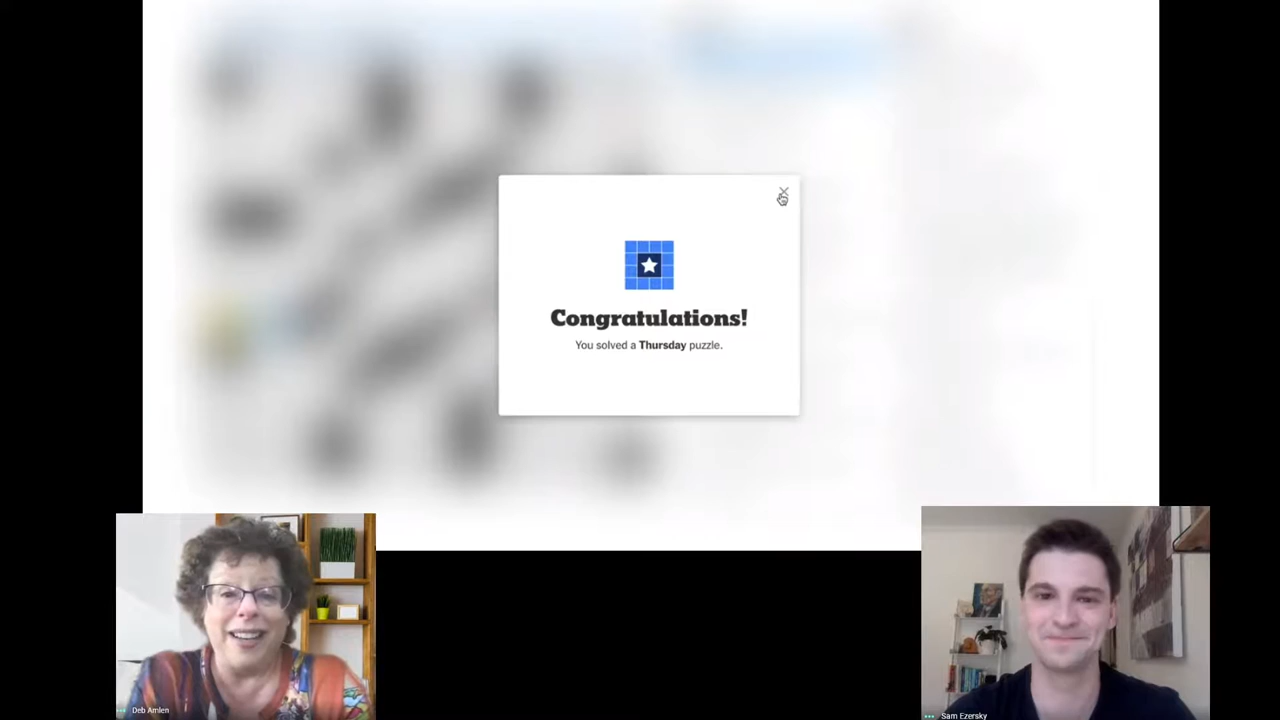 Congratulations!
You solved a Thursday puzzle.
Deb Amlen
Sam Ezersky